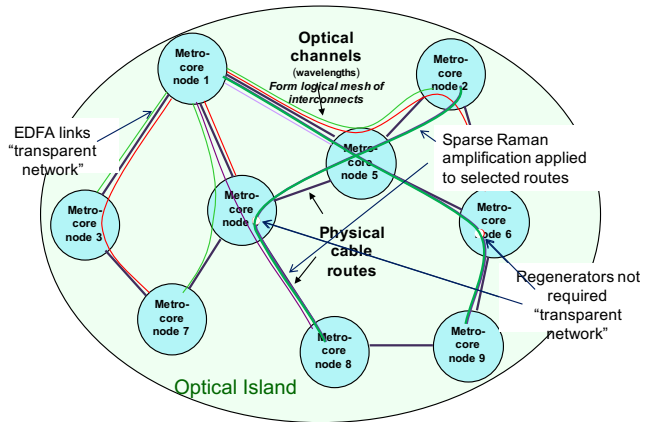 Metro-
core
node 1
Optical
channels
(wavelengths)
Form logical mesh of
interconnects
Metro-
core
node 2
EDFA links
“transparent
network”
Sparse Raman
amplification applied
to selected routes
Metro-
core
node 5
Metro-
core
node 3
Metro-
core
node
Metro-
core
node 6
Physical
cable
routes
Regenerators not
required
“transparent
network”
Metro-
core
node 7
Metro-
core
node 8
Metro-
core
node 9
Optical Island